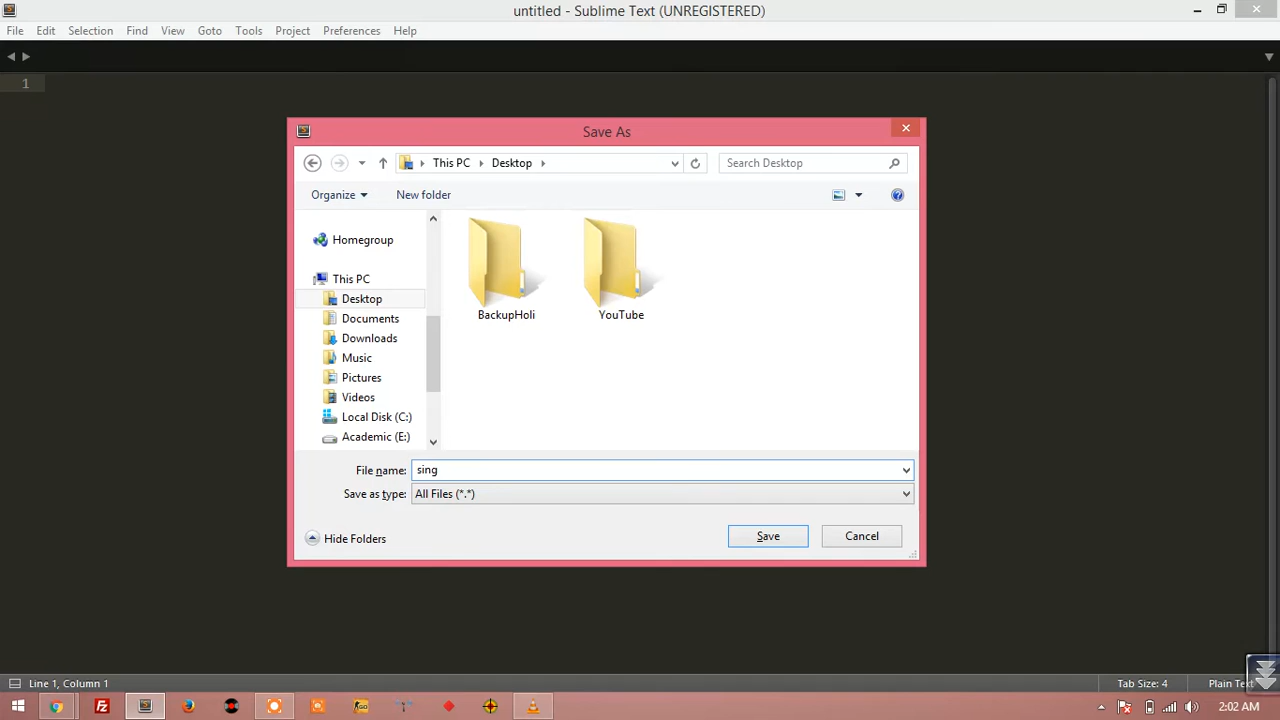 untitled - Sublime Text (UNREGISTERED)
File Edit Selection Find View Goto Tools Project Preferences Help
1
Save As
This PC Desktop
Search Desktop
Organize New folder
Homegroup
This PC
Desktop
Documents
Downloads
Music
Pictures
Videos
Local Disk (C:)
Academic (E:)
BackupHoli YouTube
File name: sing
Save as type: All Files (*.*)
Hide Folders Save Cancel
Line 1, Column 1 Tab Size: 4 Plain Text
2:02 AM